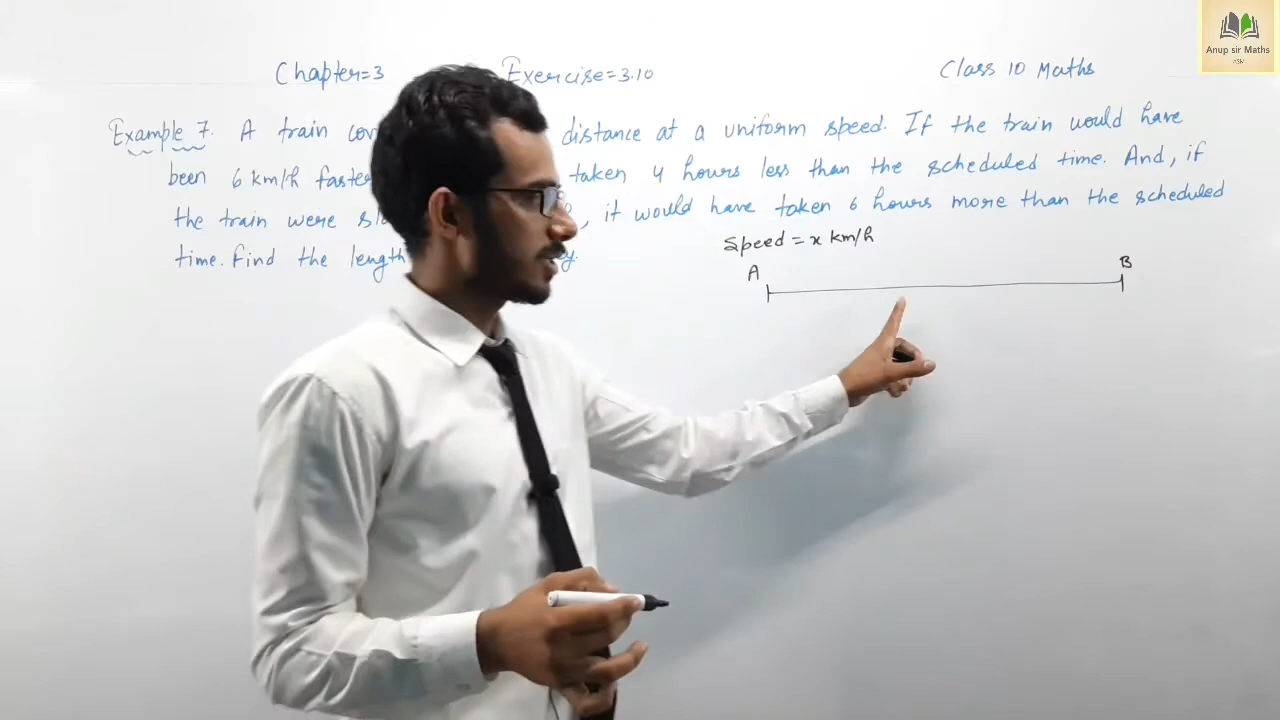 Anup sir Maths
ASM
Chapter=3 Exercise=3.10 Class 10 Maths
Example 7. A train distance at a uniform speed. If the train would have
been 6 km/h faster taken 4 hours less than the scheduled time. And, if
the train were it would have taken 6 hours more than the scheduled
time. Find the length
Speed = x km/h
A B